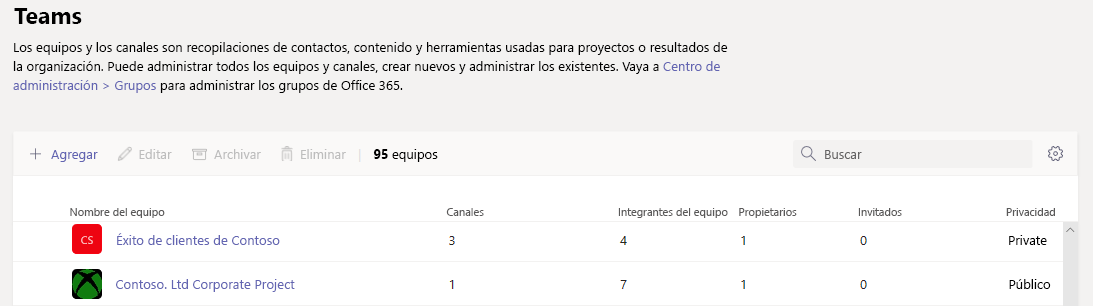 Teams
Los equipos y los canales son recopilaciones de contactos, contenido y herramientas usadas para proyectos o resultados de
la organización. Puede administrar todos los equipos y canales, crear nuevos y administrar los existentes. Vaya a Centro de
administración > Grupos para administrar los grupos de Office 365.
+ Agregar Editar Archivar Eliminar | 95 equipos Buscar
Nombre del equipo Canales Integrantes del equipo Propietarios Invitados Privacidad
CS Éxito de clientes de Contoso 3 4 1 0 Private
Contoso. Ltd Corporate Project 1 7 1 0 Público